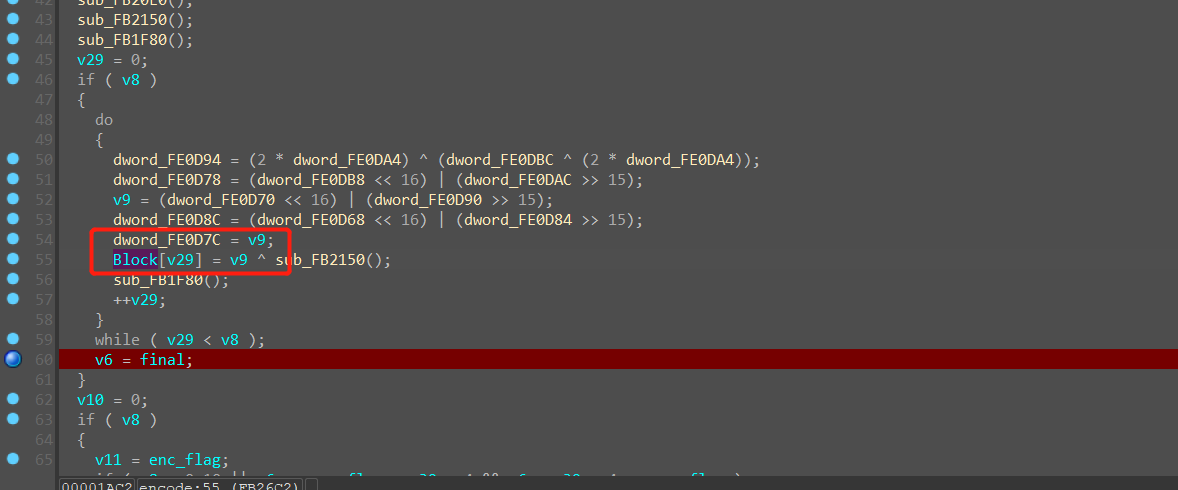 42 sub_FB20E0();
43 sub_FB2150();
44 sub_FB1F80();
45 v29 = 0;
46 if ( v8 )
47 {
48 do
49 {
50 dword_FE0D94 = (2 * dword_FE0DA4) ^ (dword_FE0DBC ^ (2 * dword_FE0DA4));
51 dword_FE0D78 = (dword_FE0DB8 << 16) | (dword_FE0DAC >> 15);
52 v9 = (dword_FE0D70 << 16) | (dword_FE0D90 >> 15);
53 dword_FE0D8C = (dword_FE0D68 << 16) | (dword_FE0D84 >> 15);
54 dword_FE0D7C = v9;
55 Block[v29] = v9 ^ sub_FB2150();
56 sub_FB1F80();
57 ++v29;
58 }
59 while ( v29 < v8 );
60 v6 = final;
61 }
62 v10 = 0;
63 if ( v8 )
64 {
65 v11 = enc_flag;
00001AC2 encode:55 (FB26C2)